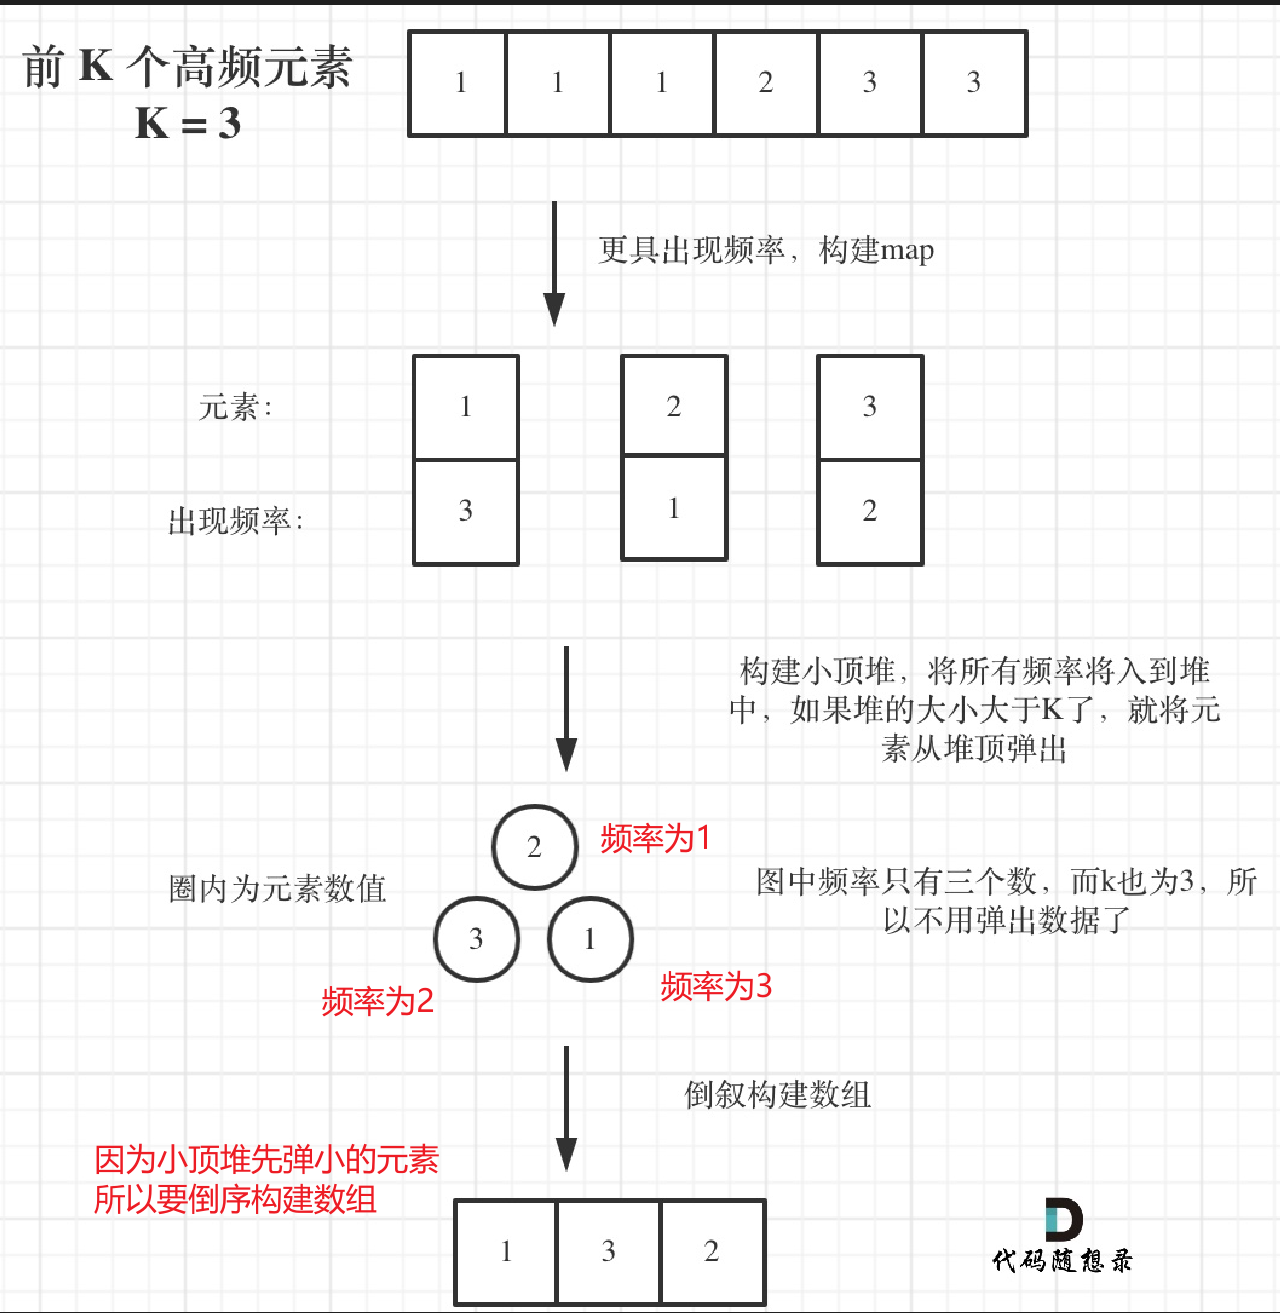 前 K 个高频元素
K = 3
1 1 1 2 3 3
更具出现频率，构建map
元素： 1 2 3
出现频率： 3 1 2
构建小顶堆，将所有频率将入到堆
中，如果堆的大小大于K了，就将元
素从堆顶弹出
2 频率为1
圈内为元素数值
图中频率只有三个数，而k也为3，所
以不用弹出数据了
3 1
频率为2 频率为3
倒叙构建数组
因为小顶堆先弹小的元素
所以要倒序构建数组
1 3 2
代码随想录